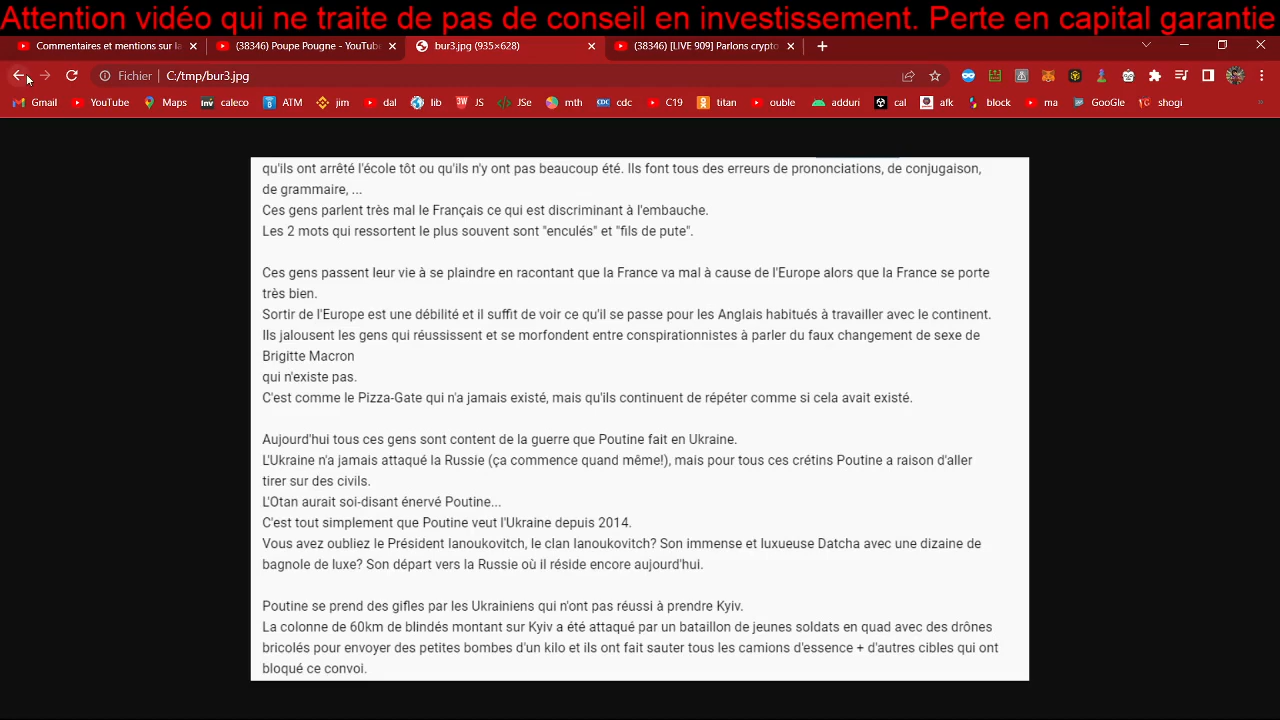 Attention vidéo qui ne traite de pas de conseil en investissement. Perte en capital garantie
Commentaires et mentions sur la
(38346) Poupe Pougne - YouTube
bur3.jpg (935×628)
(38346) [LIVE 909] Parlons crypto
Fichier
C:/tmp/bur3.jpg
Gmail
YouTube
Maps
Inv
caleco
ATM
jim
dal
lib
JS
JSe
mth
CDC
cdc
C19
titan
ouble
adduri
cal
afk
block
ma
GooGle
shogi
qu'ils ont arrêté l'école tôt ou qu'ils n'y ont pas beaucoup été. Ils font tous des erreurs de prononciations, de conjugaison,
de grammaire, ...
Ces gens parlent très mal le Français ce qui est discriminant à l'embauche.
Les 2 mots qui ressortent le plus souvent sont "enculés" et "fils de pute".
Ces gens passent leur vie à se plaindre en racontant que la France va mal à cause de l'Europe alors que la France se porte
très bien.
Sortir de l'Europe est une débilité et il suffit de voir ce qu'il se passe pour les Anglais habitués à travailler avec le continent.
Ils jalousent les gens qui réussissent et se morfondent entre conspirationnistes à parler du faux changement de sexe de
Brigitte Macron
qui n'existe pas.
C'est comme le Pizza-Gate qui n'a jamais existé, mais qu'ils continuent de répéter comme si cela avait existé.
Aujourd'hui tous ces gens sont content de la guerre que Poutine fait en Ukraine.
L'Ukraine n'a jamais attaqué la Russie (ça commence quand même!), mais pour tous ces crétins Poutine a raison d'aller
tirer sur des civils.
L'Otan aurait soi-disant énervé Poutine...
C'est tout simplement que Poutine veut l'Ukraine depuis 2014.
Vous avez oubliez le Président Ianoukovitch, le clan Ianoukovitch? Son immense et luxueuse Datcha avec une dizaine de
bagnole de luxe? Son départ vers la Russie où il réside encore aujourd'hui.
Poutine se prend des gifles par les Ukrainiens qui n'ont pas réussi à prendre Kyiv.
La colonne de 60km de blindés montant sur Kyiv a été attaqué par un bataillon de jeunes soldats en quad avec des drônes
bricolés pour envoyer des petites bombes d'un kilo et ils ont fait sauter tous les camions d'essence + d'autres cibles qui ont
bloqué ce convoi.